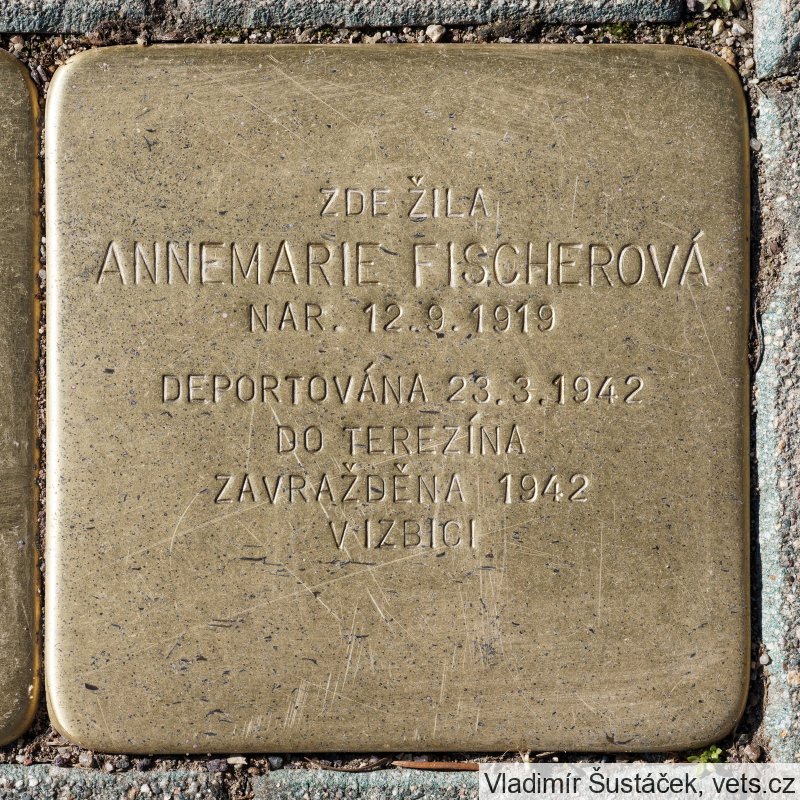 ZDE ŽILA
ANNEMARIE FISCHEROVÁ
NAR. 12.9.1919
DEPORTOVÁNA 23.3.1942
DO TEREZÍNA
ZAVRAŽDĚNA 1942
V IZBICI
Vladimír Šustáček, vets.cz